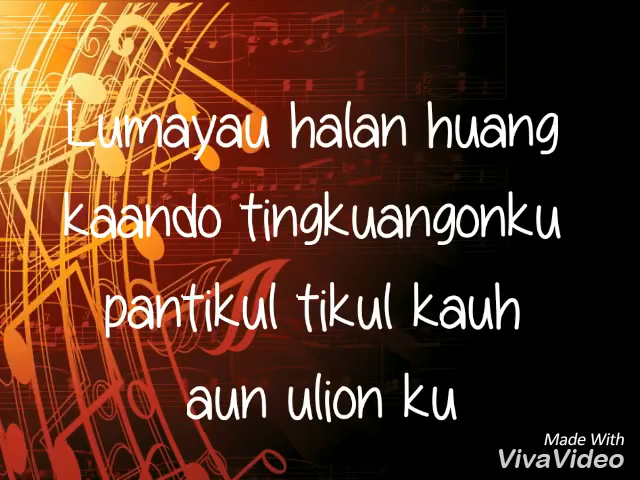 Lumayau halan huang
kaando tingkuangonku
pantikul tikul kauh
aun ulion ku
Made With
VivaVideo